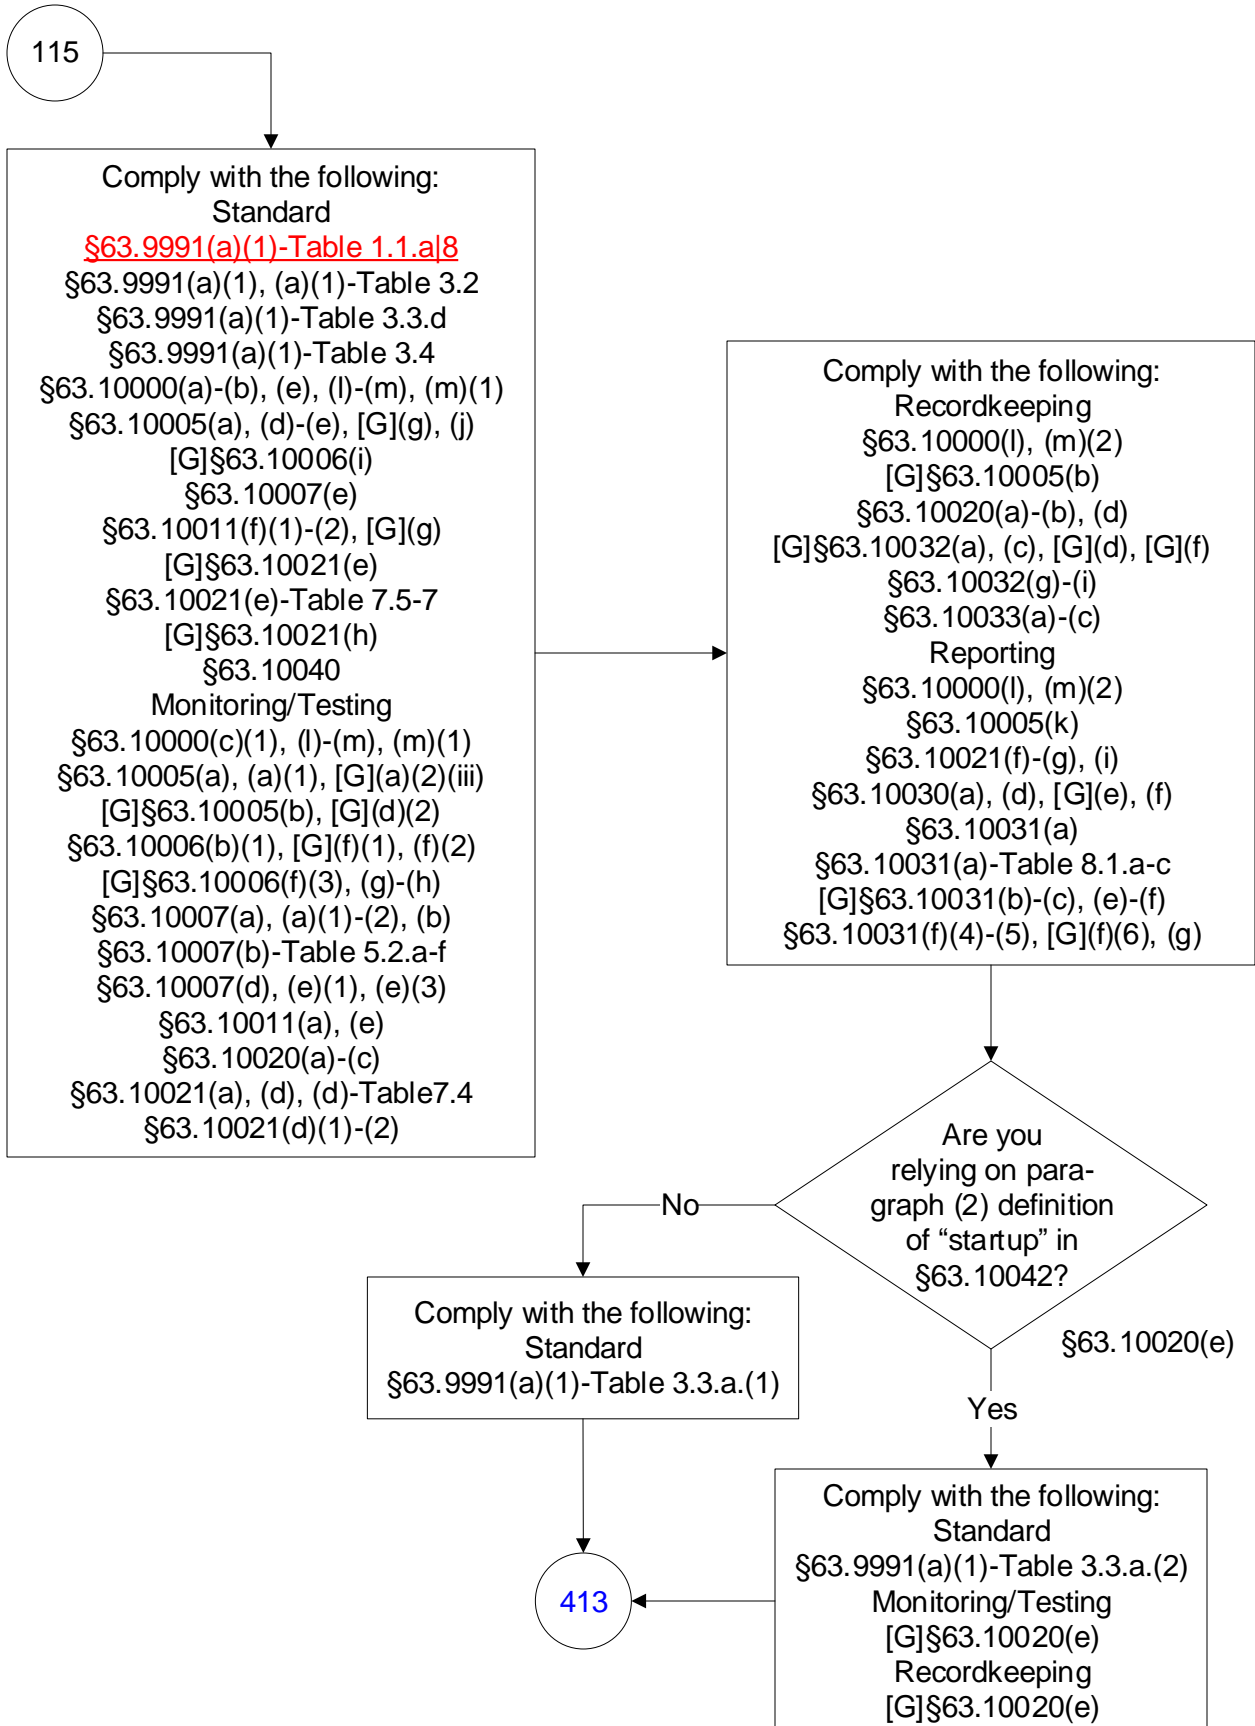 115
Comply with the following:
Standard
§63.9991(a)(1)-Table 1.1.a|8
§63.9991(a)(1), (a)(1)-Table 3.2
§63.9991(a)(1)-Table 3.3.d
§63.9991(a)(1)-Table 3.4
§63.10000(a)-(b), (e), (l)-(m), (m)(1)
§63.10005(a), (d)-(e), [G](g), (j)
[G]§63.10006(i)
§63.10007(e)
§63.10011(f)(1)-(2), [G](g)
[G]§63.10021(e)
§63.10021(e)-Table 7.5-7
[G]§63.10021(h)
§63.10040
Monitoring/Testing
§63.10000(c)(1), (l)-(m), (m)(1)
§63.10005(a), (a)(1), [G](a)(2)(iii)
[G]§63.10005(b), [G](d)(2)
§63.10006(b)(1), [G](f)(1), (f)(2)
[G]§63.10006(f)(3), (g)-(h)
§63.10007(a), (a)(1)-(2), (b)
§63.10007(b)-Table 5.2.a-f
§63.10007(d), (e)(1), (e)(3)
§63.10011(a), (e)
§63.10020(a)-(c)
§63.10021(a), (d), (d)-Table7.4
§63.10021(d)(1)-(2)
Comply with the following:
Recordkeeping
§63.10000(l), (m)(2)
[G]§63.10005(b)
§63.10020(a)-(b), (d)
[G]§63.10032(a), (c), [G](d), [G](f)
§63.10032(g)-(i)
§63.10033(a)-(c)
Reporting
§63.10000(l), (m)(2)
§63.10005(k)
§63.10021(f)-(g), (i)
§63.10030(a), (d), [G](e), (f)
§63.10031(a)
§63.10031(a)-Table 8.1.a-c
[G]§63.10031(b)-(c), (e)-(f)
§63.10031(f)(4)-(5), [G](f)(6), (g)
Are you
relying on para-
graph (2) definition
of “startup” in
§63.10042?
§63.10020(e)
No
Comply with the following:
Standard
§63.9991(a)(1)-Table 3.3.a.(1)
Yes
Comply with the following:
Standard
§63.9991(a)(1)-Table 3.3.a.(2)
Monitoring/Testing
[G]§63.10020(e)
Recordkeeping
[G]§63.10020(e)
413